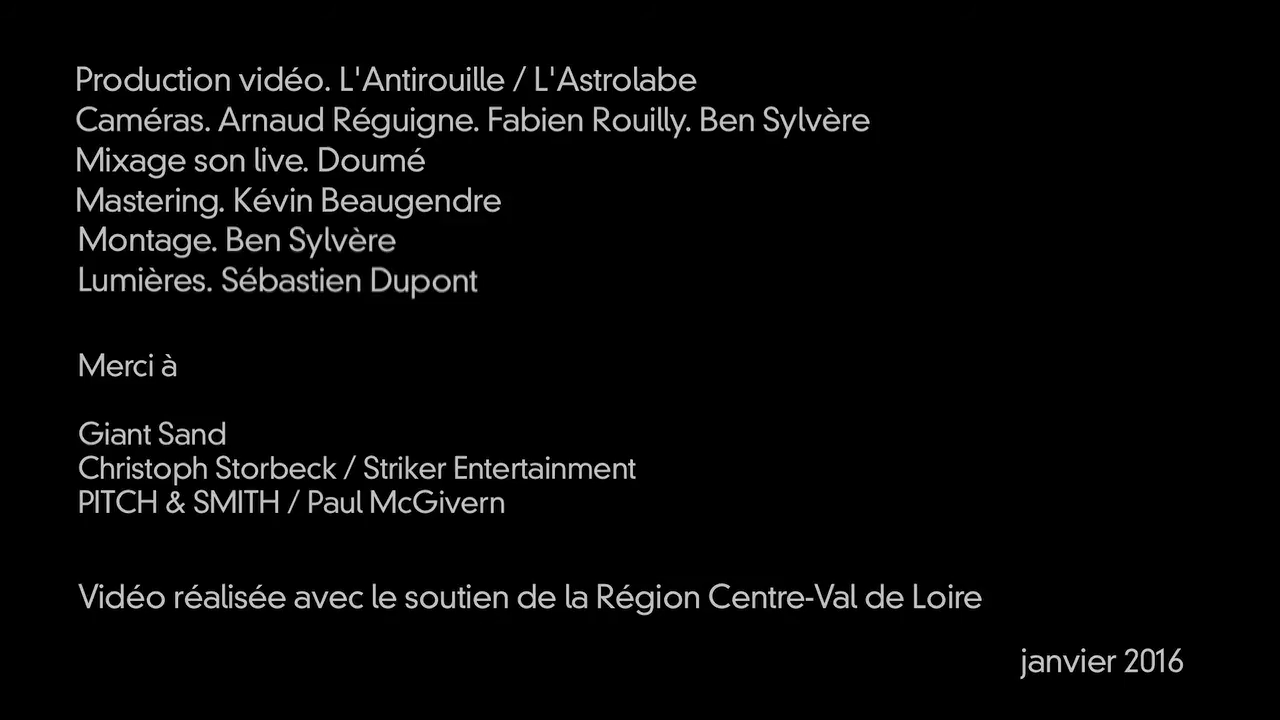 Production vidéo. L'Antirouille / L'Astrolabe
Caméras. Arnaud Réguigne. Fabien Rouilly. Ben Sylvère
Mixage son live. Doumé
Mastering. Kévin Beaugendre
Montage. Ben Sylvère
Lumières. Sébastien Dupont
Merci à
Giant Sand
Christoph Storbeck / Striker Entertainment
PITCH & SMITH / Paul McGivern
Vidéo réalisée avec le soutien de la Région Centre-Val de Loire
janvier 2016